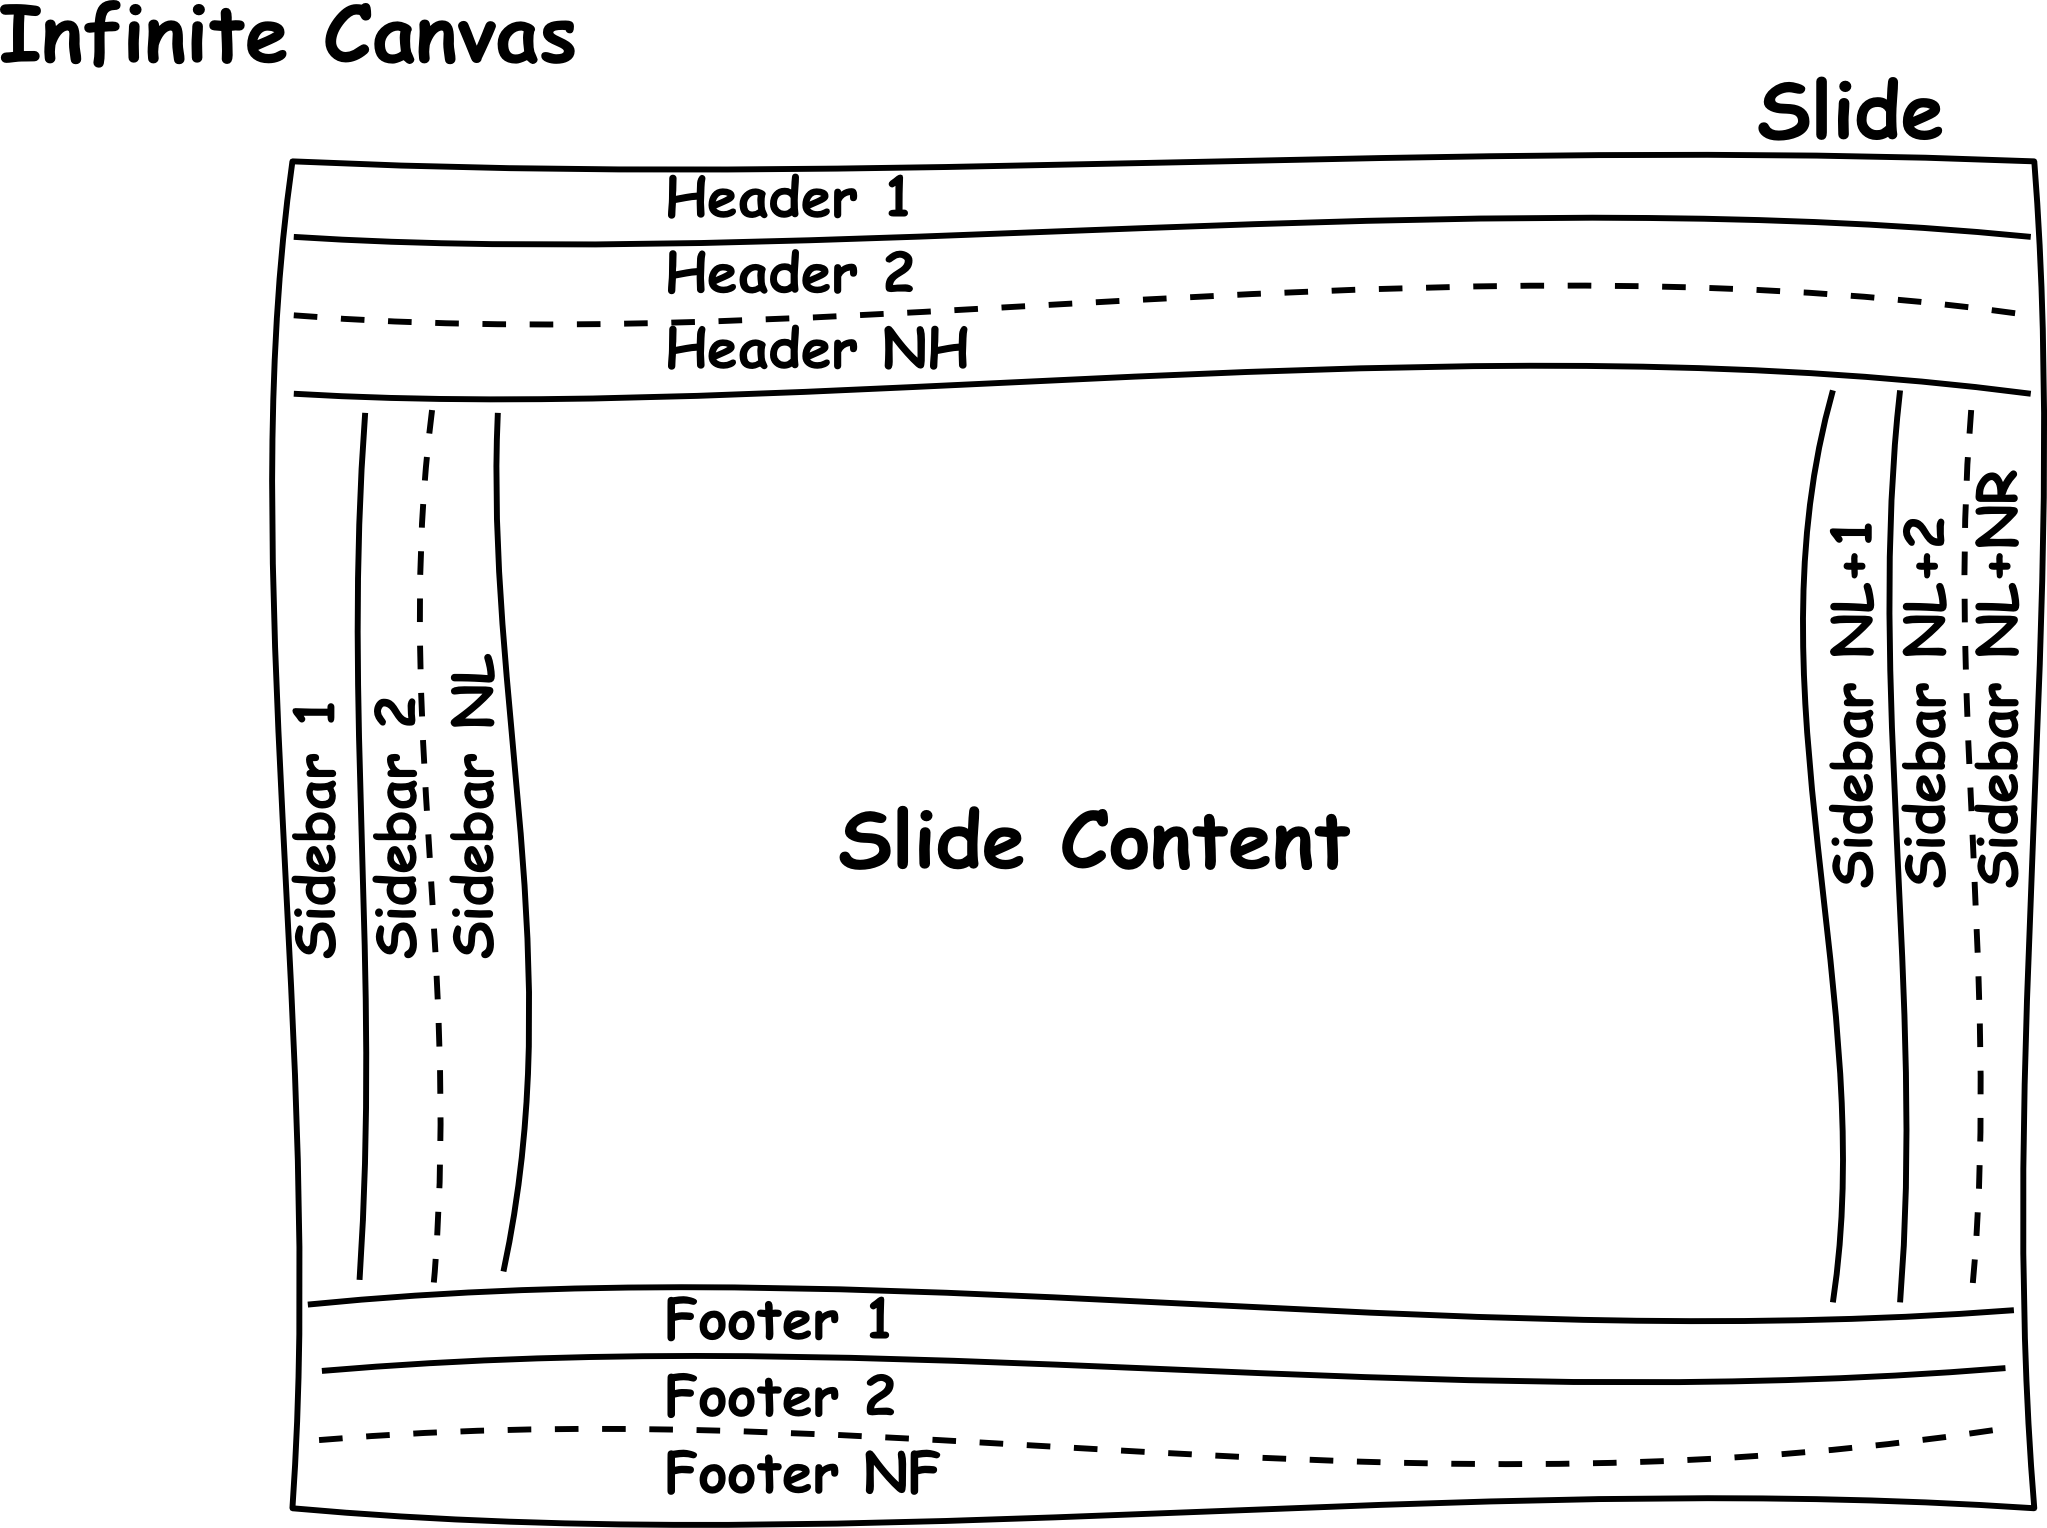 Infinite Canvas
Slide
Header 1
Header 2
Header NH
Sidebar 1
Sidebar 2
Sidebar NL
Slide Content
Sidebar NL+1
Sidebar NL+2
Sidebar NL+NR
Footer 1
Footer 2
Footer NF